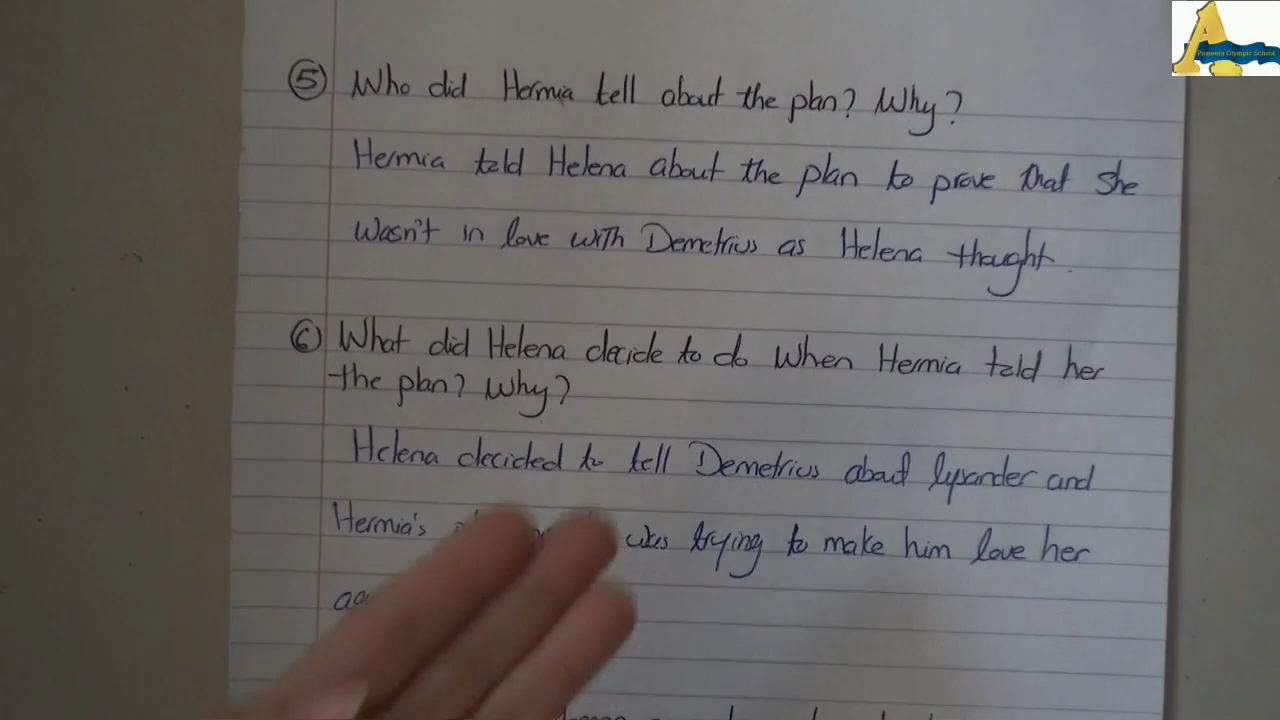 Pioneers Olympic School
⑤ Who did Hermia tell about the plan? Why?
Hermia told Helena about the plan to prove that she
wasn't in love with Demetrius as Helena thought.
⑥ What did Helena decide to do when Hermia told her
the plan? Why?
Helena decided to tell Demetrius about Lysander and
Hermia's was trying to make him love her